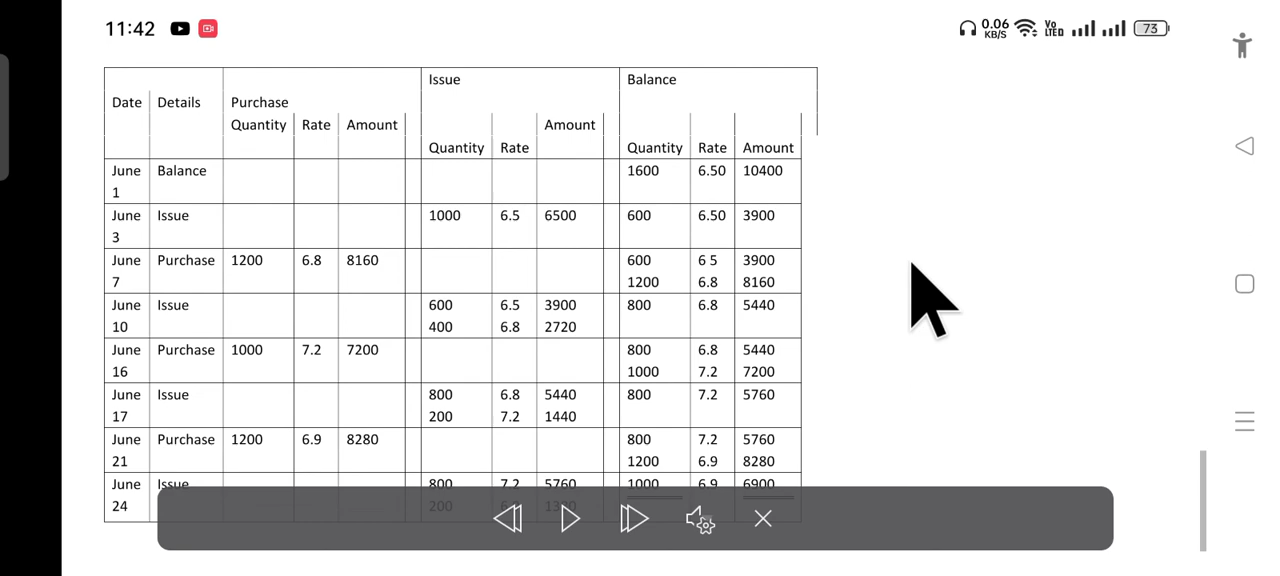 11:42 0.06 KB/S Vo LTED 73
Issue Balance
Date Details Purchase
Quantity Rate Amount Amount
Quantity Rate Quantity Rate Amount
June Balance 1600 6.50 10400
1
June Issue 1000 6.5 6500 600 6.50 3900
3
June Purchase 1200 6.8 8160 600 6 5 3900
7 1200 6.8 8160
June Issue 600 6.5 3900 800 6.8 5440
10 400 6.8 2720
June Purchase 1000 7.2 7200 800 6.8 5440
16 1000 7.2 7200
June Issue 800 6.8 5440 800 7.2 5760
17 200 7.2 1440
June Purchase 1200 6.9 8280 800 7.2 5760
21 1200 6.9 8280
June Issue 800 7.2 5760 1000 6.9 6900
24 200